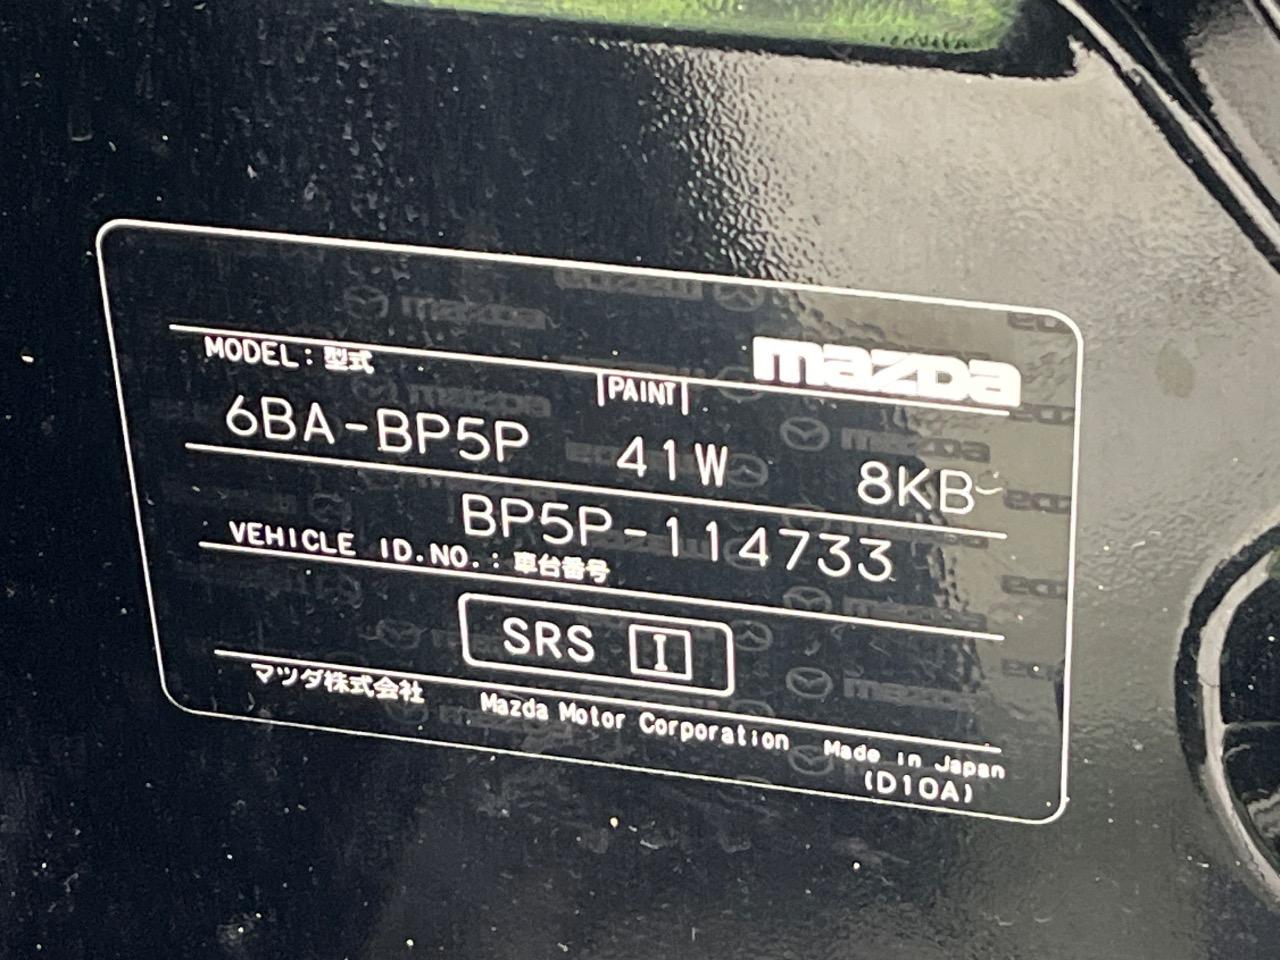 mazda
MODEL : 型式
PAINT
6BA-BP5P 41W 8KB
BP5P-114733
VEHICLE ID.NO. : 車台番号
SRS I
マツダ株式会社 Mazda Motor Corporation Made in Japan
(D10A)